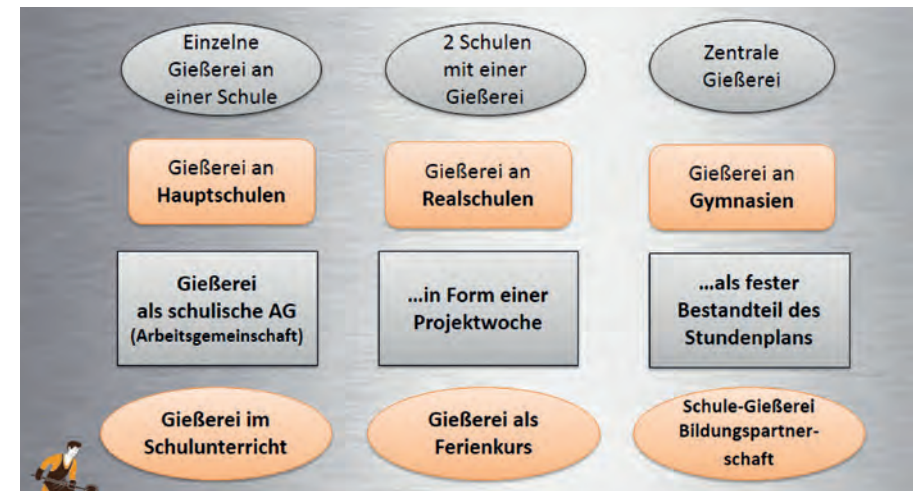 Einzelne
Gießerei an
einer Schule
2 Schulen
mit einer
Gießerei
Zentrale
Gießerei
Gießerei an
Hauptschulen
Gießerei an
Realschulen
Gießerei an
Gymnasien
Gießerei
als schulische AG
(Arbeitsgemeinschaft)
...in Form einer
Projektwoche
...als fester
Bestandteil des
Stundenplans
Gießerei im
Schulunterricht
Gießerei als
Ferienkurs
Schule-Gießerei
Bildungspartner-
schaft